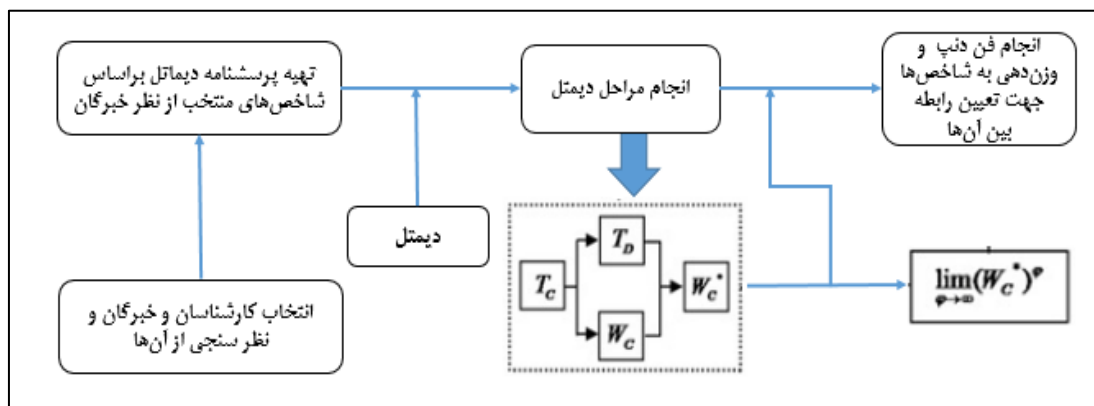 تهیه پرسشنامه دیماتل براساس
شاخص‌های منتخب از نظر خبرگان
انجام مراحل دیمتل
انجام فن دنپ و
وزن‌دهی به شاخص‌ها
جهت تعیین رابطه
بین آن‌ها
دیمتل
انتخاب کارشناسان و خبرگان و
نظر سنجی از آن‌ها
T_C
T_D
W_C
W_C*
lim(W_C*)^φ
φ→∞